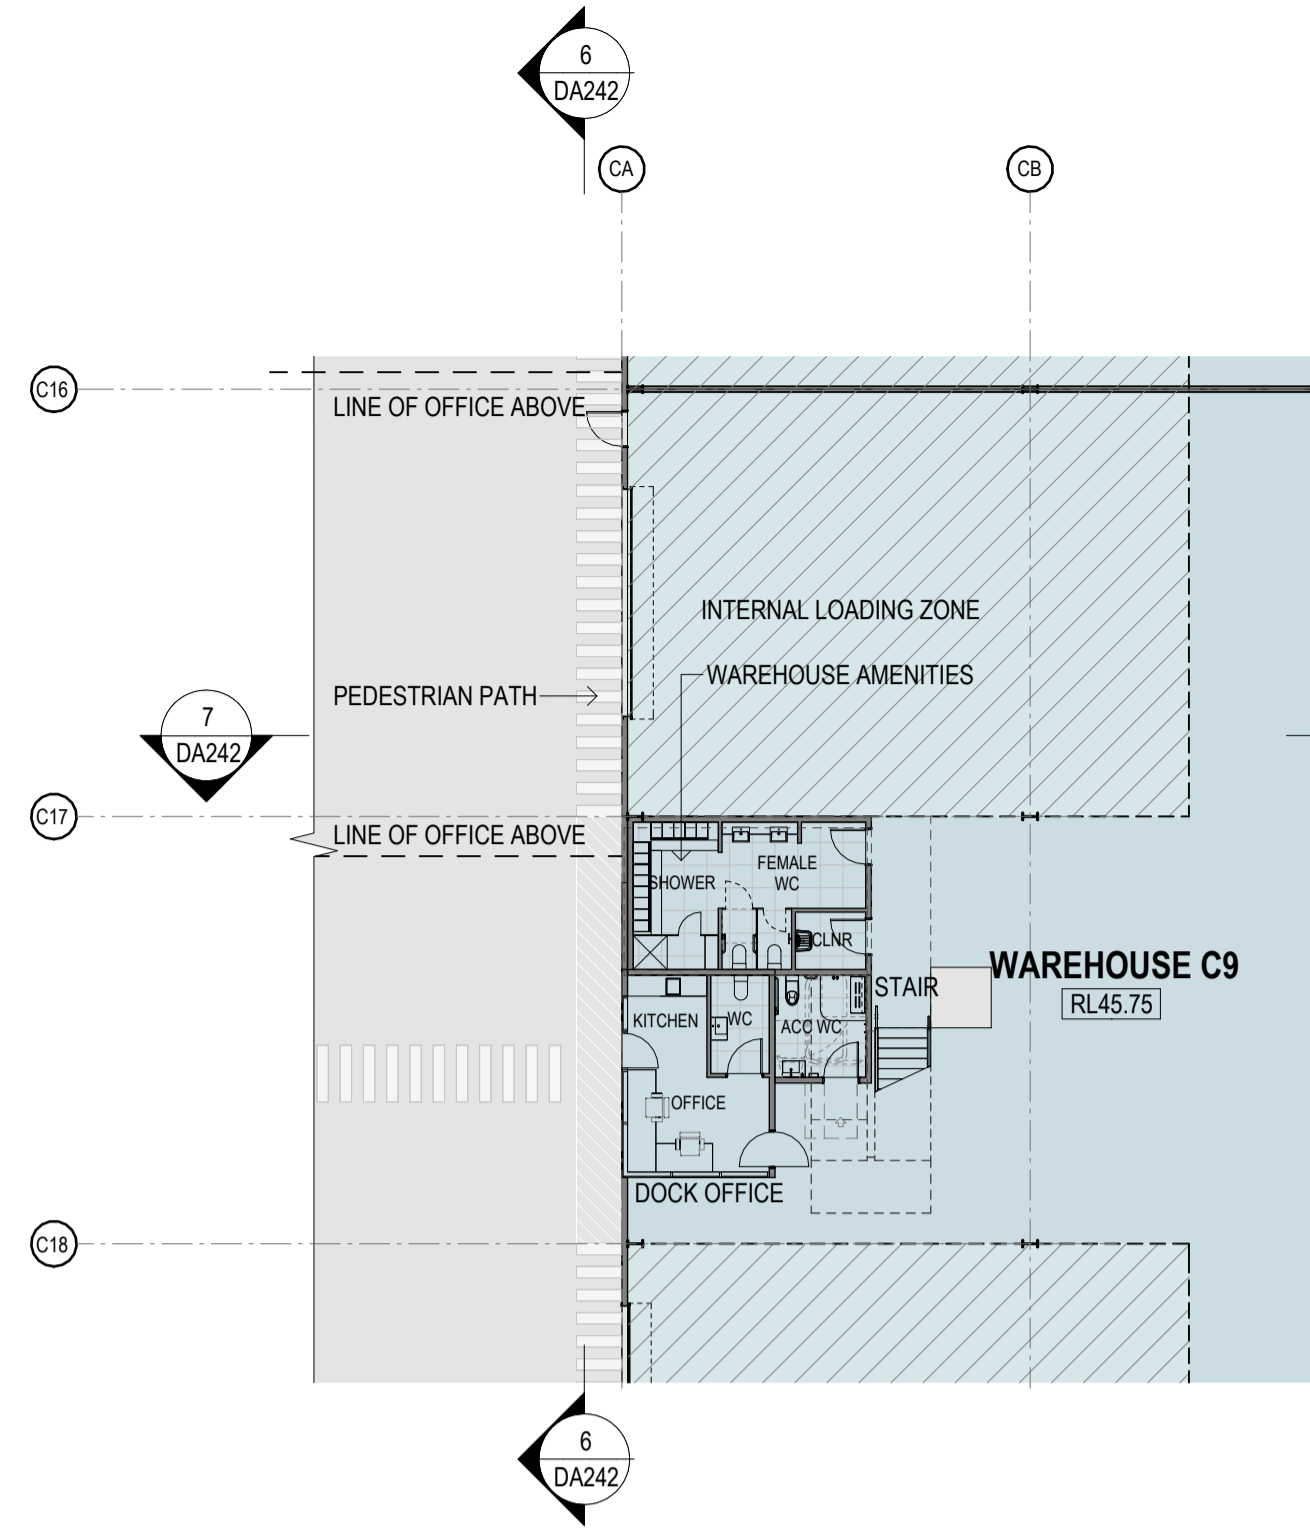 6
DA242
CA
CB
C16
LINE OF OFFICE ABOVE
INTERNAL LOADING ZONE
WAREHOUSE AMENITIES
PEDESTRIAN PATH
7
DA242
C17
LINE OF OFFICE ABOVE
FEMALE
WC
SHOWER
CLNR
WAREHOUSE C9
STAIR
RL45.75
KITCHEN
WC
ACC WC
OFFICE
DOCK OFFICE
C18
6
DA242